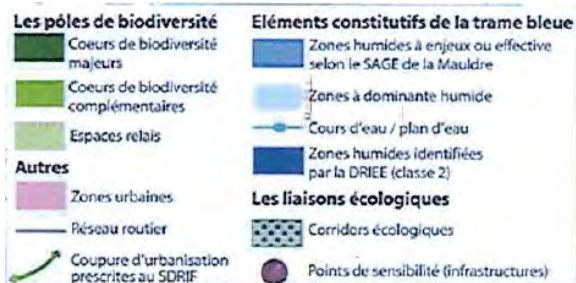 Les pôles de biodiversité
Coeurs de biodiversité
majeurs
Coeurs de biodiversité
complémentaires
Espaces relais
Autres
Zones urbaines
Réseau routier
Coupure d'urbanisation
prescrites au SDRIF
Eléments constitutifs de la trame bleue
Zones humides à enjeux ou effective
selon le SAGE de la Mauldre
Zones à dominante humide
Cours d'eau / plan d'eau
Zones humides identifiées
par la DRIEE (classe 2)
Les liaisons écologiques
Corridors écologiques
Points de sensibilité (infrastructures)